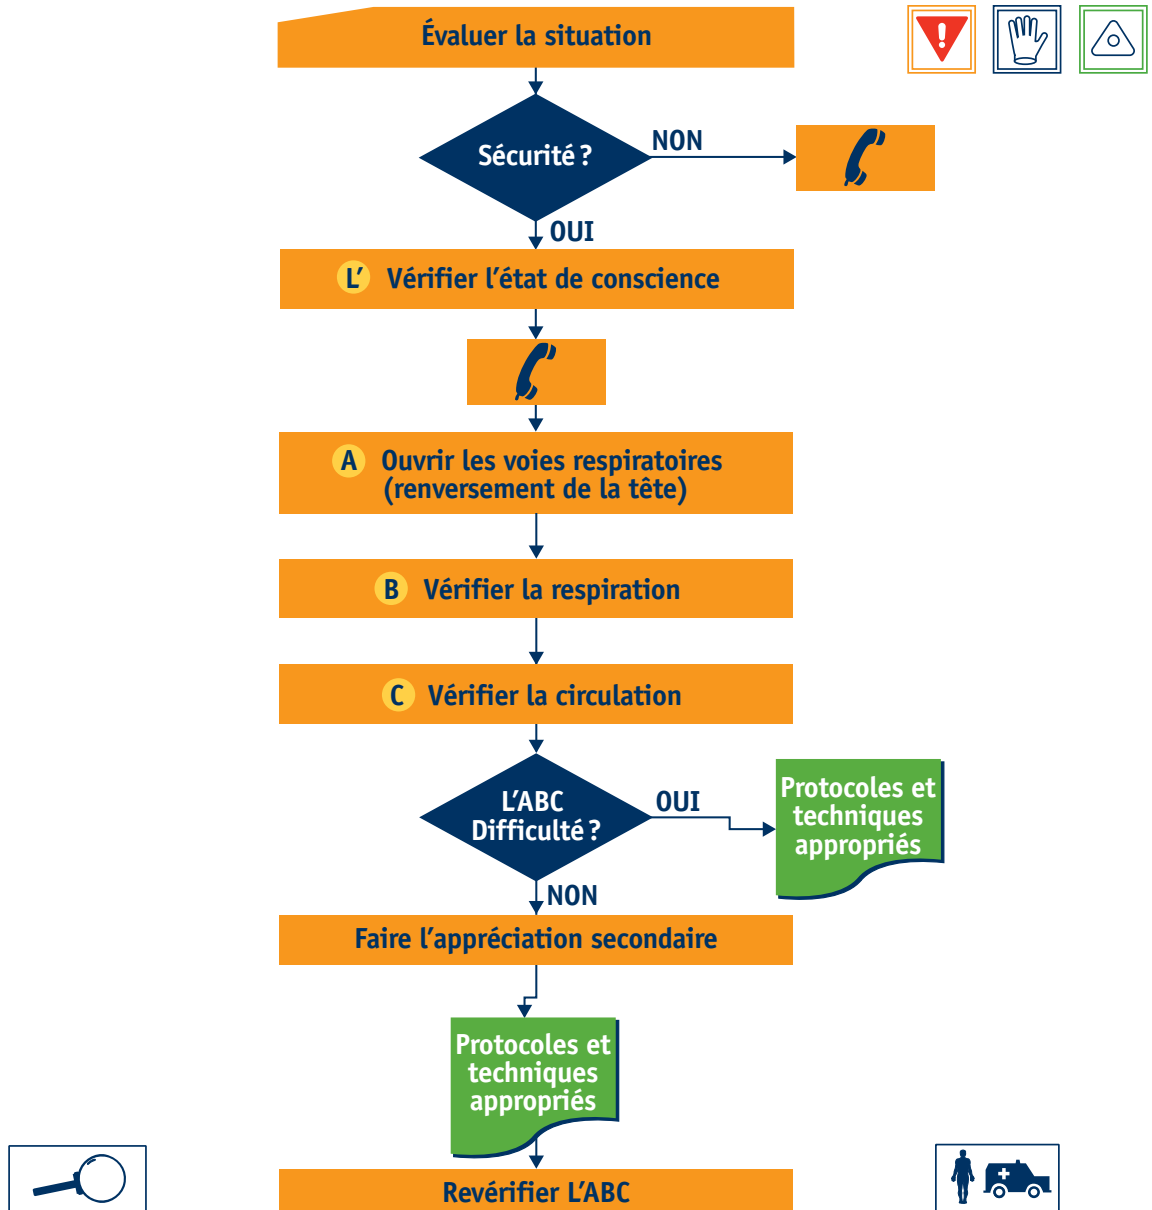 Évaluer la situation
Sécurité ?
NON
OUI
L' Vérifier l'état de conscience
A Ouvrir les voies respiratoires
(renversement de la tête)
B Vérifier la respiration
C Vérifier la circulation
L'ABC
Difficulté ?
OUI
Protocoles et
techniques
appropriés
NON
Faire l'appréciation secondaire
Protocoles et
techniques
appropriés
Revérifier L'ABC